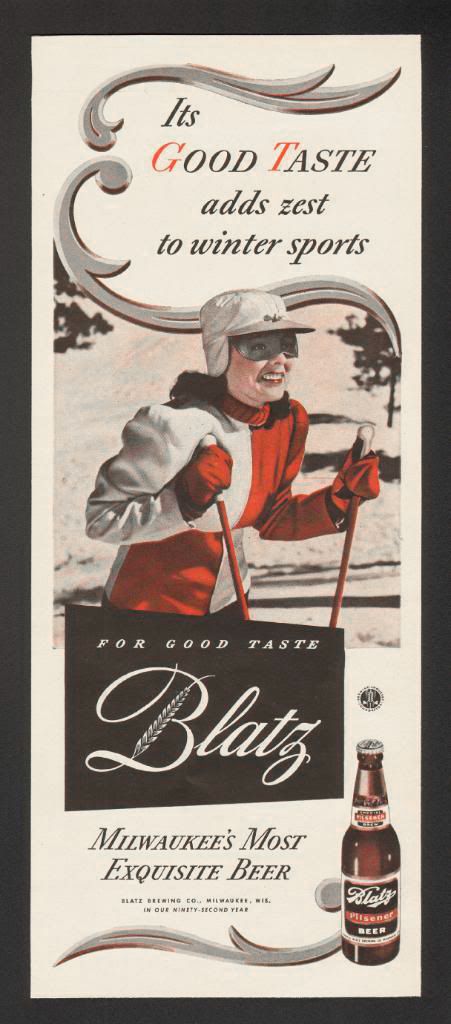 Its
GOOD TASTE
adds zest
to winter sports
FOR GOOD TASTE
Blatz
MILWAUKEE'S MOST
EXQUISITE BEER
BLATZ BREWING CO., MILWAUKEE, WIS.
IN OUR NINETY-SECOND YEAR
PILSENER
Blatz
Pilsener
BEER